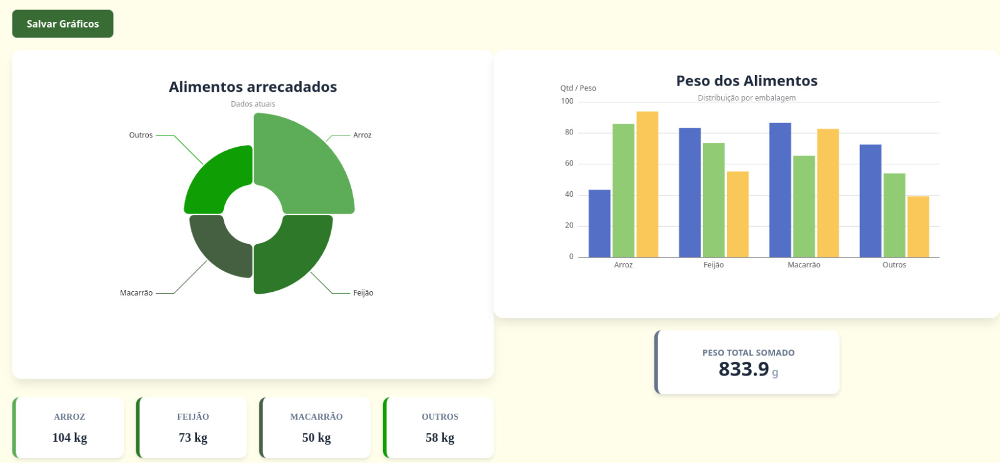 Salvar Gráficos
Alimentos arrecadados
Dados atuais
Outros
Arroz
Macarrão
Feijão
Peso dos Alimentos
Distribuição por embalagem
Qtd / Peso
100
80
60
40
20
0
Arroz
Feijão
Macarrão
Outros
PESO TOTAL SOMADO
833.9 g
ARROZ
104 kg
FEIJÃO
73 kg
MACARRÃO
50 kg
OUTROS
58 kg